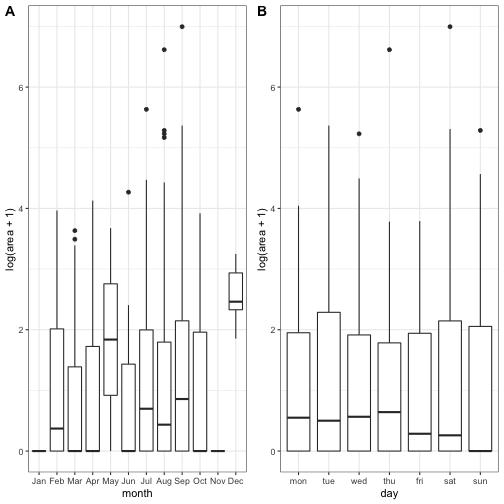 A
log(area + 1)
6
4
2
0
Jan Feb Mar Apr May Jun Jul Aug Sep Oct Nov Dec
month
B
log(area + 1)
6
4
2
0
mon tue wed thu fri sat sun
day